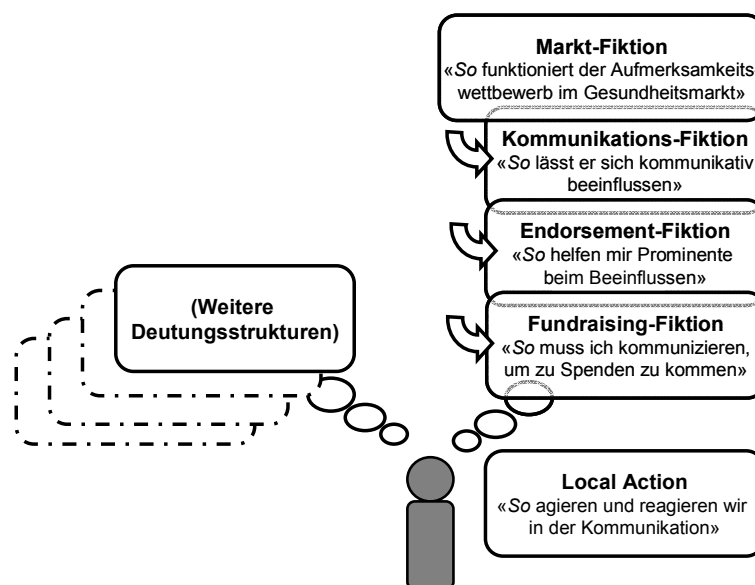 Markt-Fiktion
«So funktioniert der Aufmerksamkeits-
wettbewerb im Gesundheitsmarkt»
Kommunikations-Fiktion
«So lässt er sich kommunikativ
beeinflussen»
Endorsement-Fiktion
«So helfen mir Prominente
beim Beeinflussen»
(Weitere
Deutungsstrukturen)
Fundraising-Fiktion
«So muss ich kommunizieren,
um zu Spenden zu kommen»
Local Action
«So agieren und reagieren wir
in der Kommunikation»